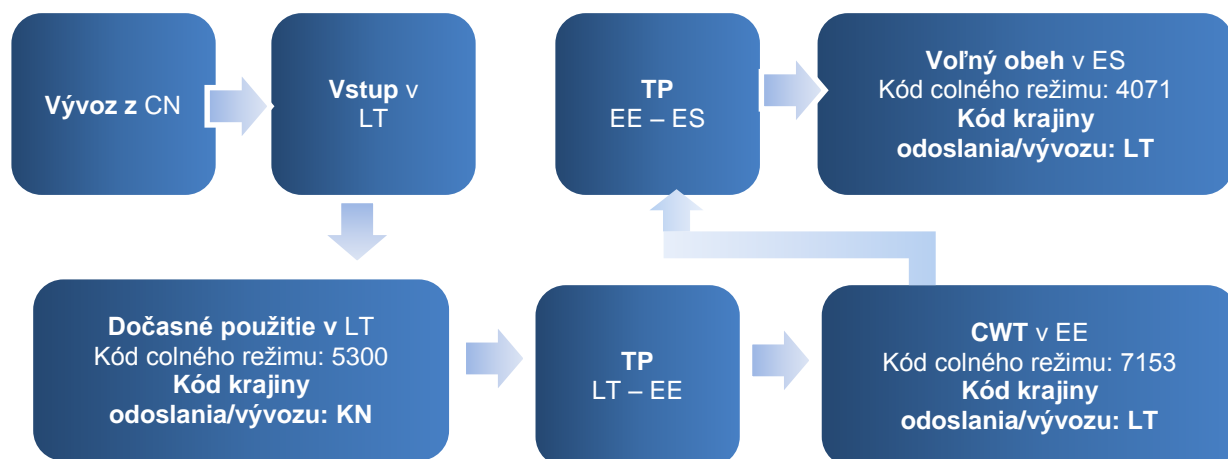 Vývoz z CN
Vstup v
LT
Dočasné použitie v LT
Kód colného režimu: 5300
Kód krajiny
odoslania/vývozu: KN
TP
LT – EE
CWT v EE
Kód colného režimu: 7153
Kód krajiny
odoslania/vývozu: LT
TP
EE – ES
Voľný obeh v ES
Kód colného režimu: 4071
Kód krajiny
odoslania/vývozu: LT